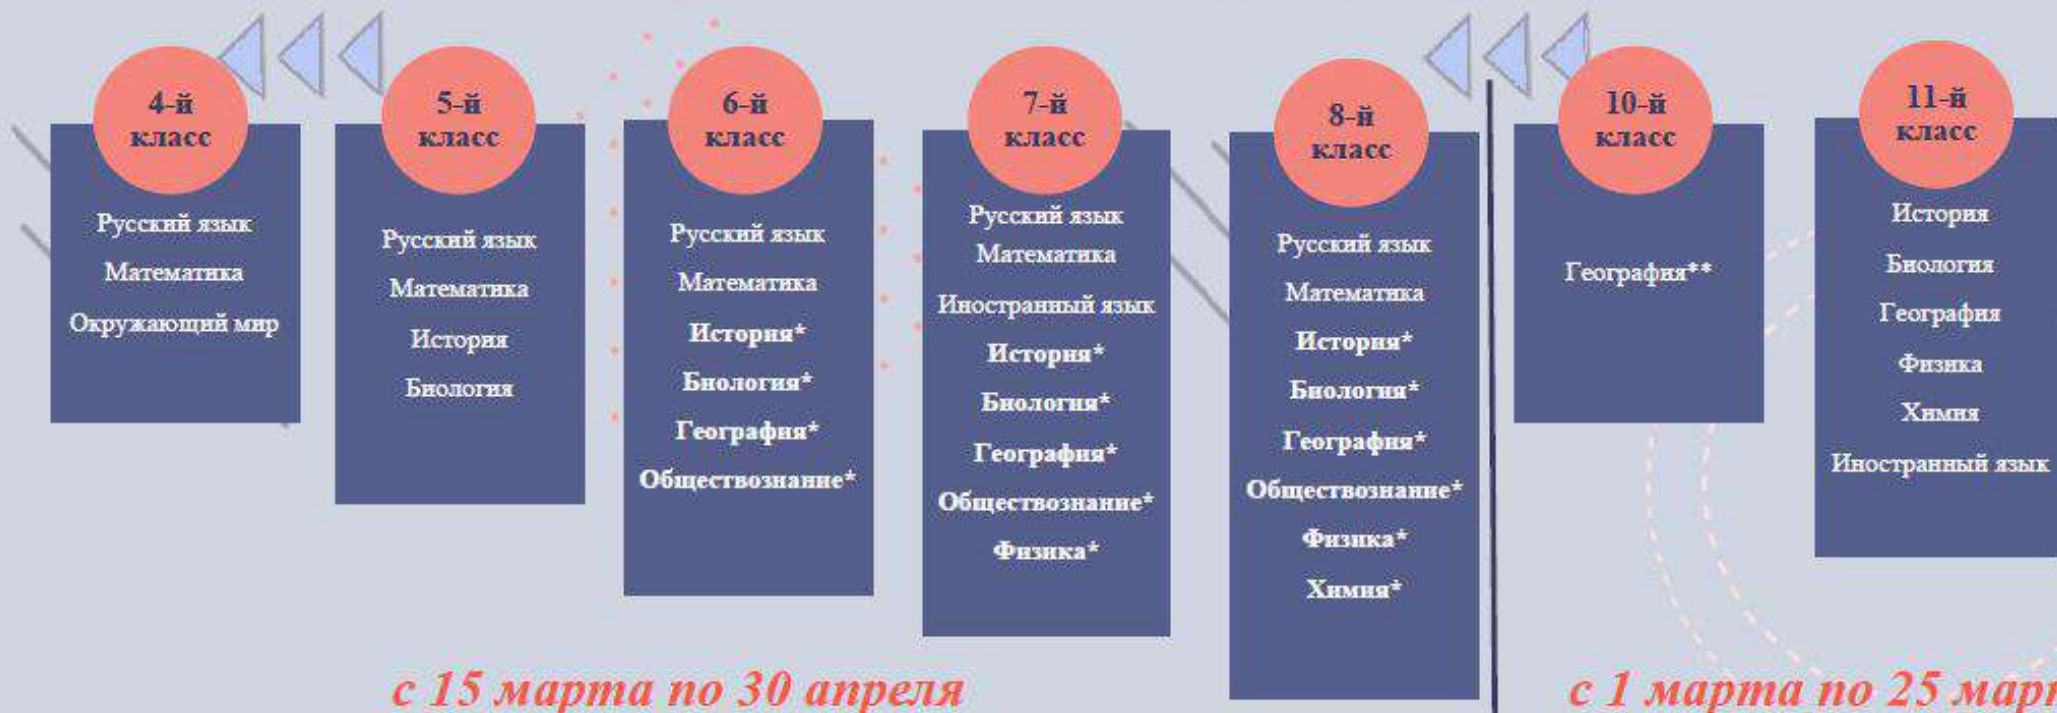 4-й
класс
Русский язык
Математика
Окружающий мир
5-й
класс
Русский язык
Математика
История
Биология
6-й
класс
Русский язык
Математика
История*
Биология*
География*
Обществознание*
7-й
класс
Русский язык
Математика
Иностранный язык
История*
Биология*
География*
Обществознание*
Физика*
8-й
класс
Русский язык
Математика
История*
Биология*
География*
Обществознание*
Физика*
Химия*
10-й
класс
География**
11-й
класс
История
Биология
География
Физика
Химия
Иностранный язык
с 15 марта по 30 апреля
с 1 марта по 25